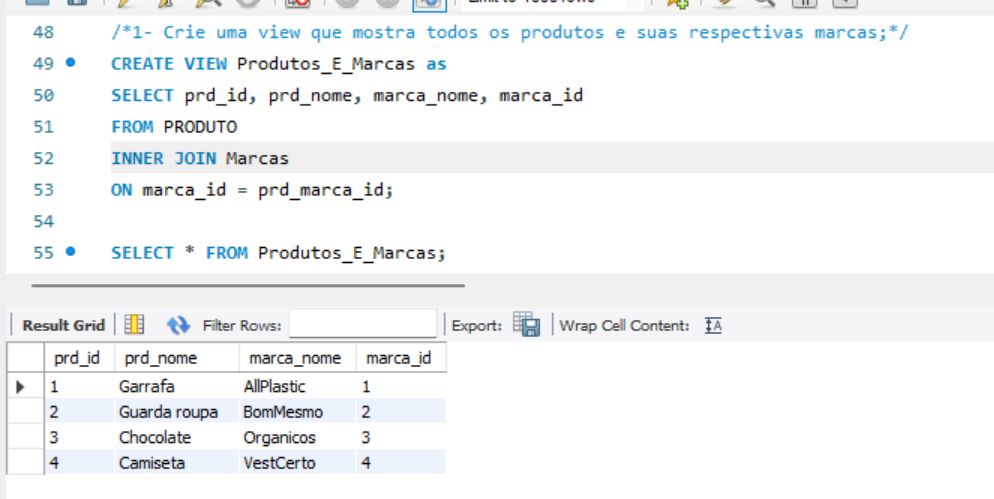 48 /*1- Crie uma view que mostra todos os produtos e suas respectivas marcas;*/
49 CREATE VIEW Produtos_E_Marcas as
50 SELECT prd_id, prd_nome, marca_nome, marca_id
51 FROM PRODUTO
52 INNER JOIN Marcas
53 ON marca_id = prd_marca_id;
54
55 SELECT * FROM Produtos_E_Marcas;
Result Grid Filter Rows: Export: Wrap Cell Content: IA
prd_id prd_nome marca_nome marca_id
1 Garrafa AllPlastic 1
2 Guarda roupa BomMesmo 2
3 Chocolate Organicos 3
4 Camiseta VestCerto 4